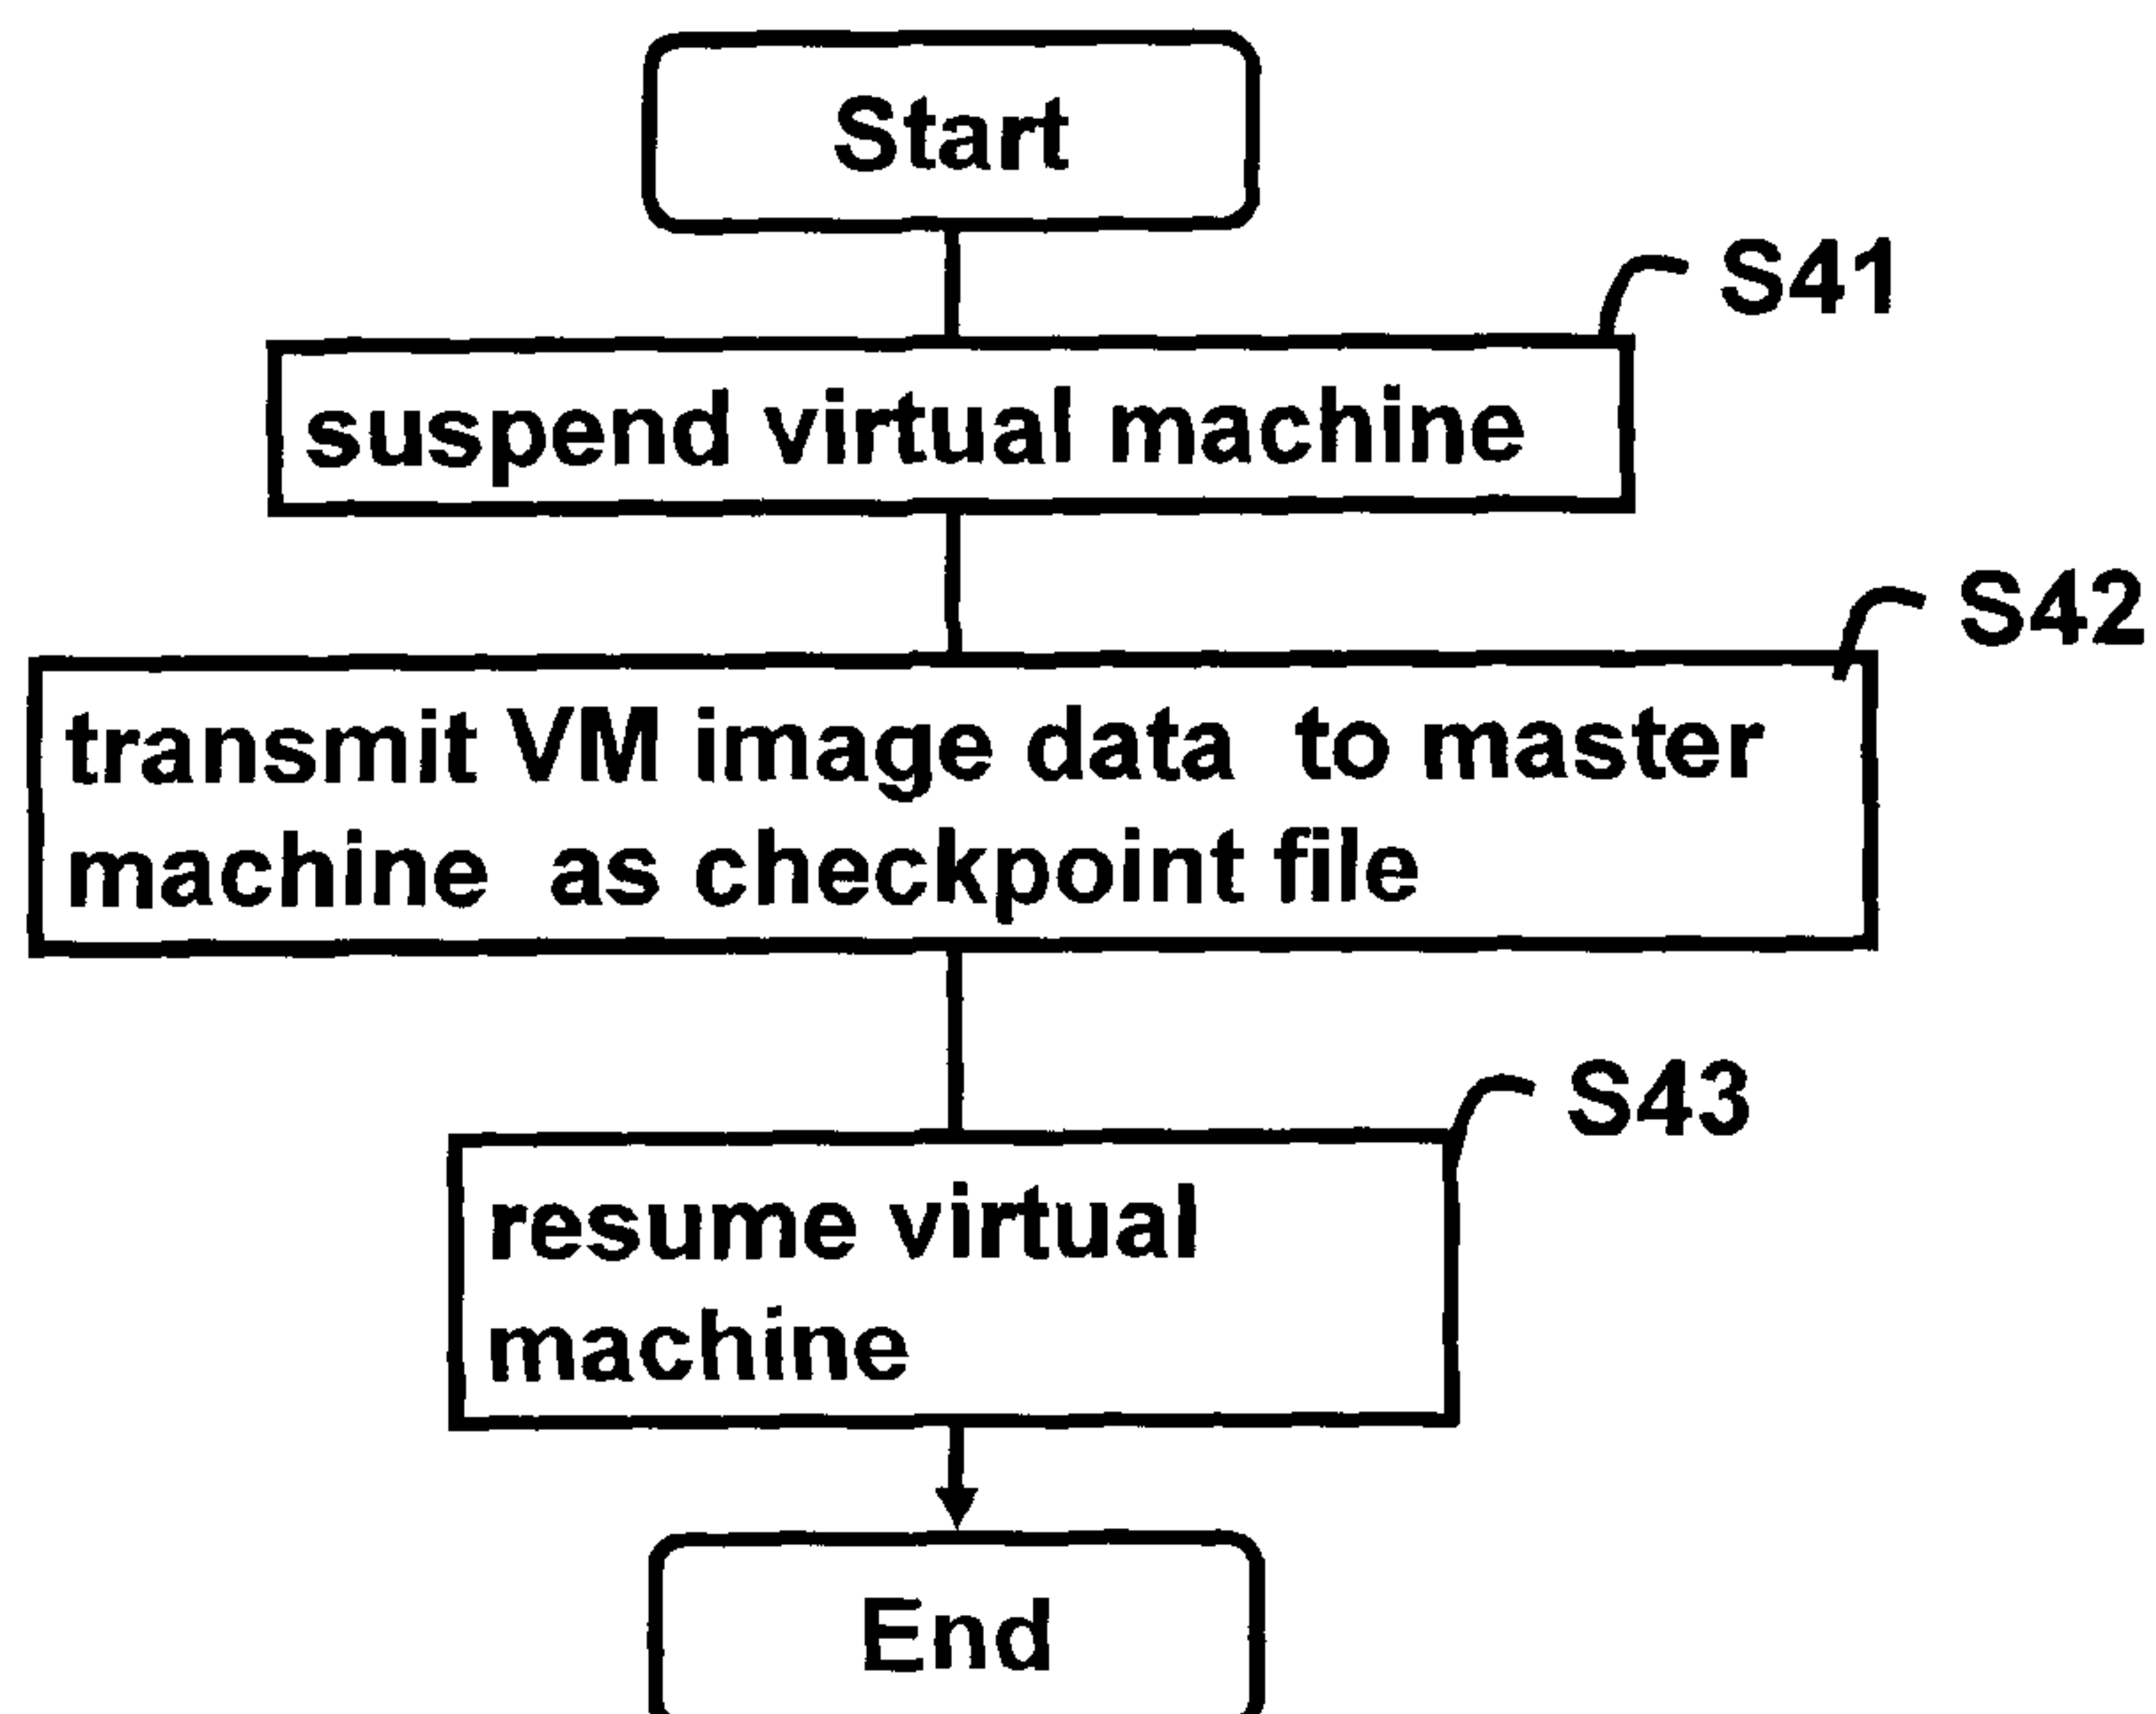 Start
S41
suspend virtual machine
S42
transmit VM image data to master
machine as checkpoint file
S43
resume virtual
machine
End